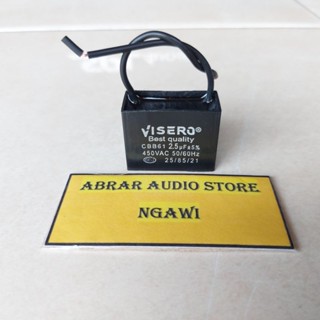 VISERO®
Best quality
CBB61 2.5µF±5%
450VAC 50/60Hz
25/85/21
ABRAR AUDIO STORE
NGAWI